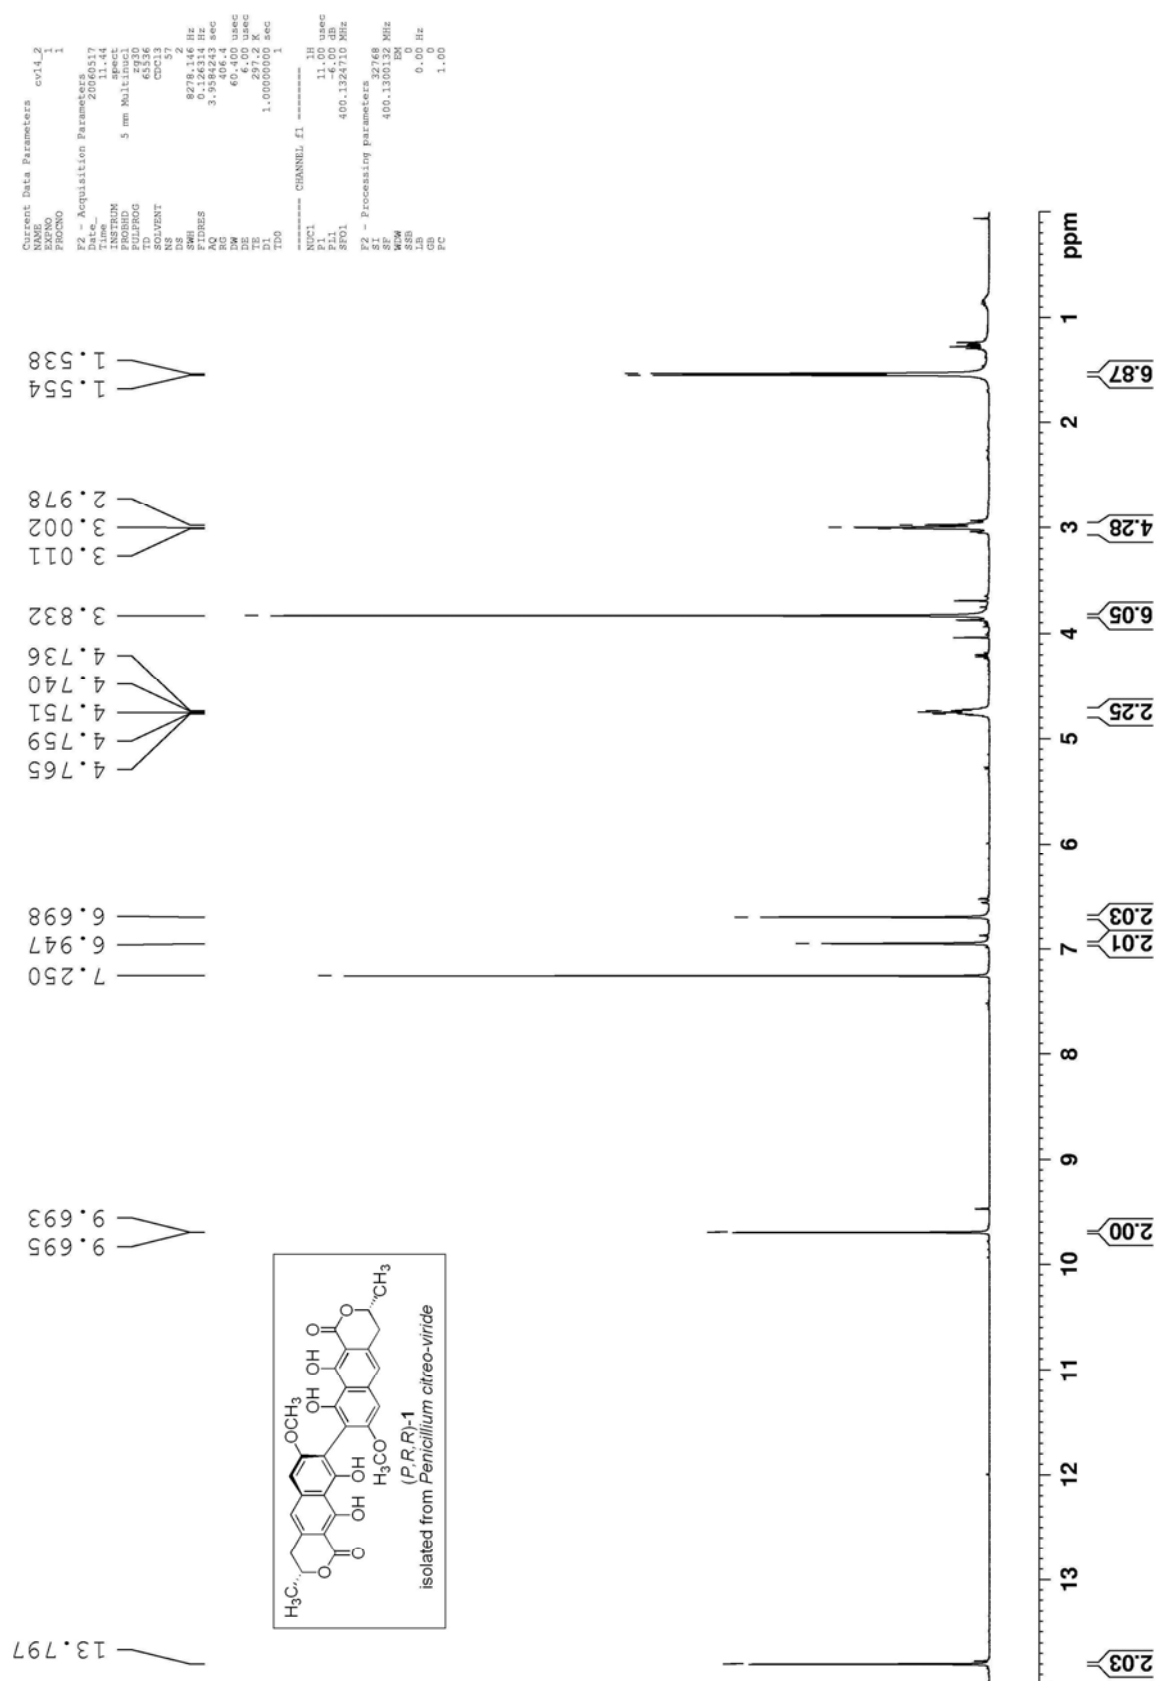 Current Data Parameters
NAME cv14_2
EXPNO 1
PROCNO 1
F2 - Acquisition Parameters
Date_ 20060517
Time 11.44
INSTRUM spect
PROBHD 5 mm Multinucl
PULPROG zg30
TD 65536
SOLVENT CDCl3
NS 57
DS 2
SWH 8278.146 Hz
FIDRES 0.126314 Hz
AQ 3.9584243 sec
RG 406.4
DW 60.400 usec
DE 6.00 usec
TE 297.2 K
D1 1.00000000 sec
TD0 1
======== CHANNEL f1 ========
NUC1 1H
P1 11.00 usec
PL1 -6.00 dB
SFO1 400.1324710 MHz
F2 - Processing parameters
SI 32768
SF 400.1300132 MHz
WDW EM
SSB 0
LB 0.00 Hz
GB 0
PC 1.00
13.797
9.695
9.693
7.250
6.947
6.698
4.765
4.759
4.751
4.740
4.736
3.832
3.011
3.002
2.978
1.554
1.538
H3C
O
O
OH
OH
OCH3
H3CO
OH
OH
O
O
CH3
(P,R,R)-1
isolated from Penicillium citreo-viride
13 12 11 10 9 8 7 6 5 4 3 2 1 ppm
2.03
2.00
2.01
2.03
2.25
6.05
4.28
6.87